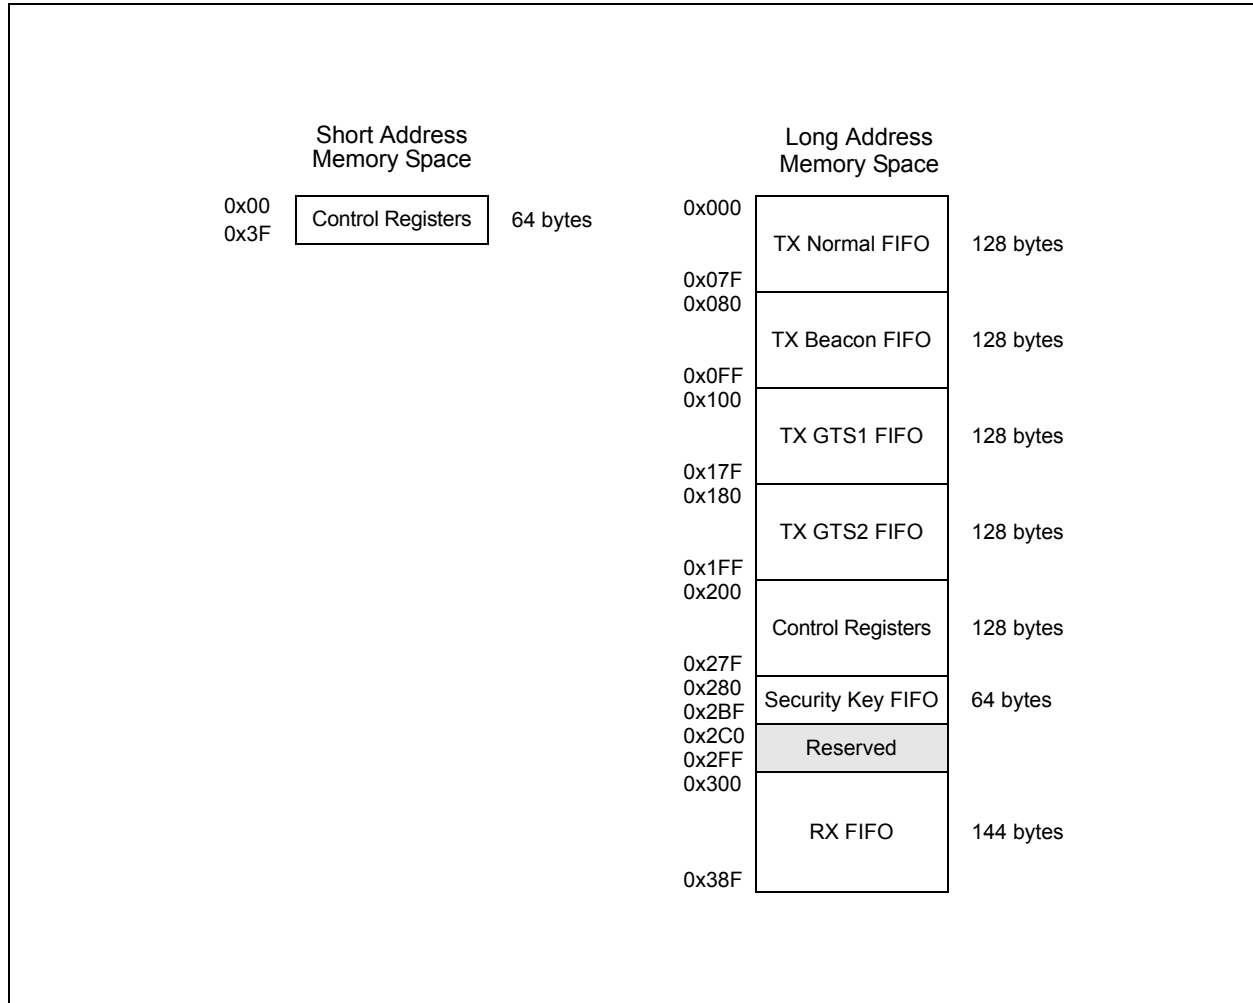 Short Address
Memory Space
0x00
Control Registers
64 bytes
0x3F
Long Address
Memory Space
0x000
TX Normal FIFO
128 bytes
0x07F
0x080
TX Beacon FIFO
128 bytes
0x0FF
0x100
TX GTS1 FIFO
128 bytes
0x17F
0x180
TX GTS2 FIFO
128 bytes
0x1FF
0x200
Control Registers
128 bytes
0x27F
0x280
Security Key FIFO
64 bytes
0x2BF
0x2C0
Reserved
0x2FF
0x300
RX FIFO
144 bytes
0x38F